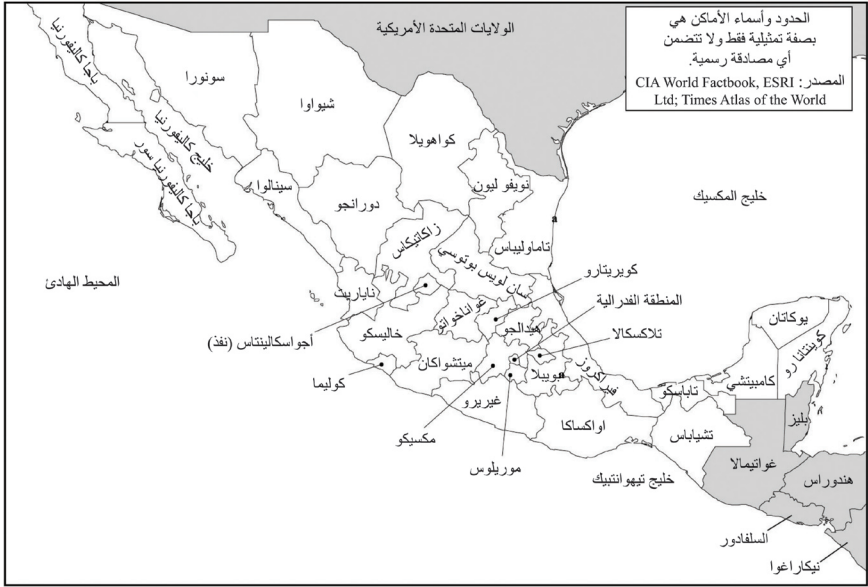 الحدود وأسماء الأماكن هي
بصفة تمثيلية فقط ولا تتضمن
أي مصادقة رسمية.
المصدر: CIA World Factbook, ESRI
Ltd; Times Atlas of the World
الولايات المتحدة الأمريكية
باجا كاليفورنيا
سونورا
شيواوا
كواهويلا
خليج كاليفورنيا
باجا كاليفورنيا سور
سينالوا
دورانجو
نويفو ليون
خليج المكسيك
زاكاتيكاس
تاماوليباس
سان لويس بوتوسي
المحيط الهادئ
ناياريت
كويريتارو
المنطقة الفدرالية
غواناخواتو
هيدالجو
تلاكسكالا
أجواسكالينتاس (نفذ)
خاليسكو
ميتشواكان
كوليما
بويبلا
فيراكروز
يوكاتان
كوينتانا رو
كامبيتشي
تاباسكو
غيريرو
اواكساكا
تشياباس
بليز
مكسيكو
موريلوس
خليج تيهوانتبيك
غواتيمالا
هندوراس
السلفادور
نيكاراغوا